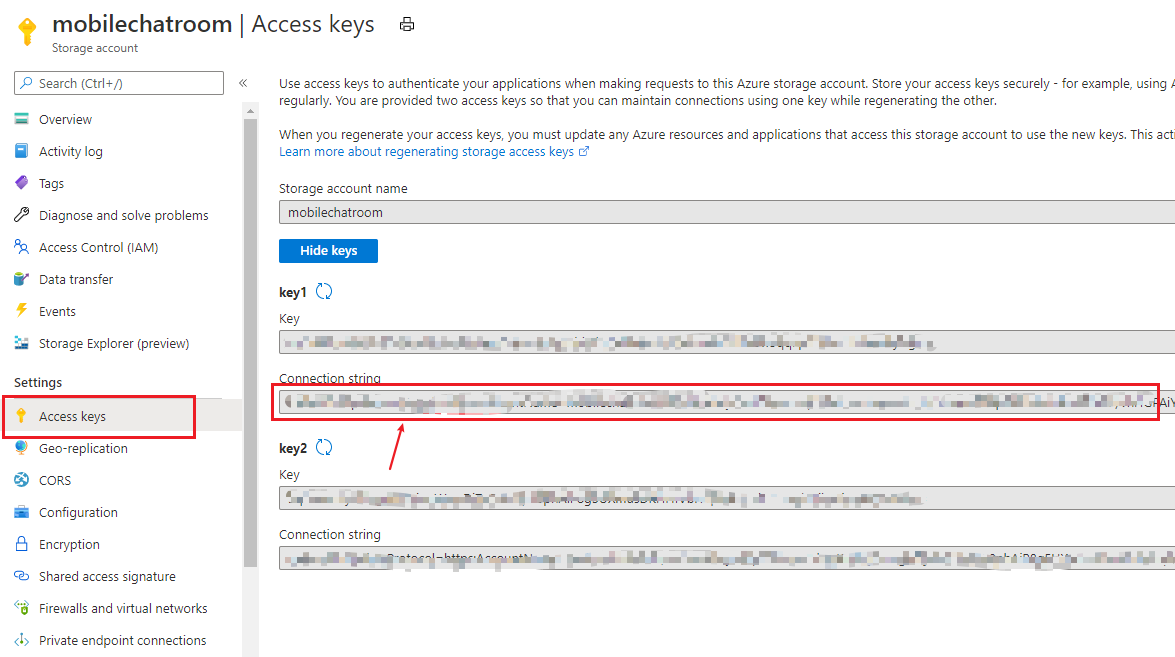 mobilechatroom | Access keys
Storage account
Search (Ctrl+/)
«
Overview
Activity log
Tags
Diagnose and solve problems
Access Control (IAM)
Data transfer
Events
Storage Explorer (preview)
Settings
Access keys
Geo-replication
CORS
Configuration
Encryption
Shared access signature
Firewalls and virtual networks
Private endpoint connections
Use access keys to authenticate your applications when making requests to this Azure storage account. Store your access keys securely - for example, using
regularly. You are provided two access keys so that you can maintain connections using one key while regenerating the other.
When you regenerate your access keys, you must update any Azure resources and applications that access this storage account to use the new keys. This
Learn more about regenerating storage access keys
Storage account name
mobilechatroom
Hide keys
key1
Key
Connection string
key2
Key
Connection string